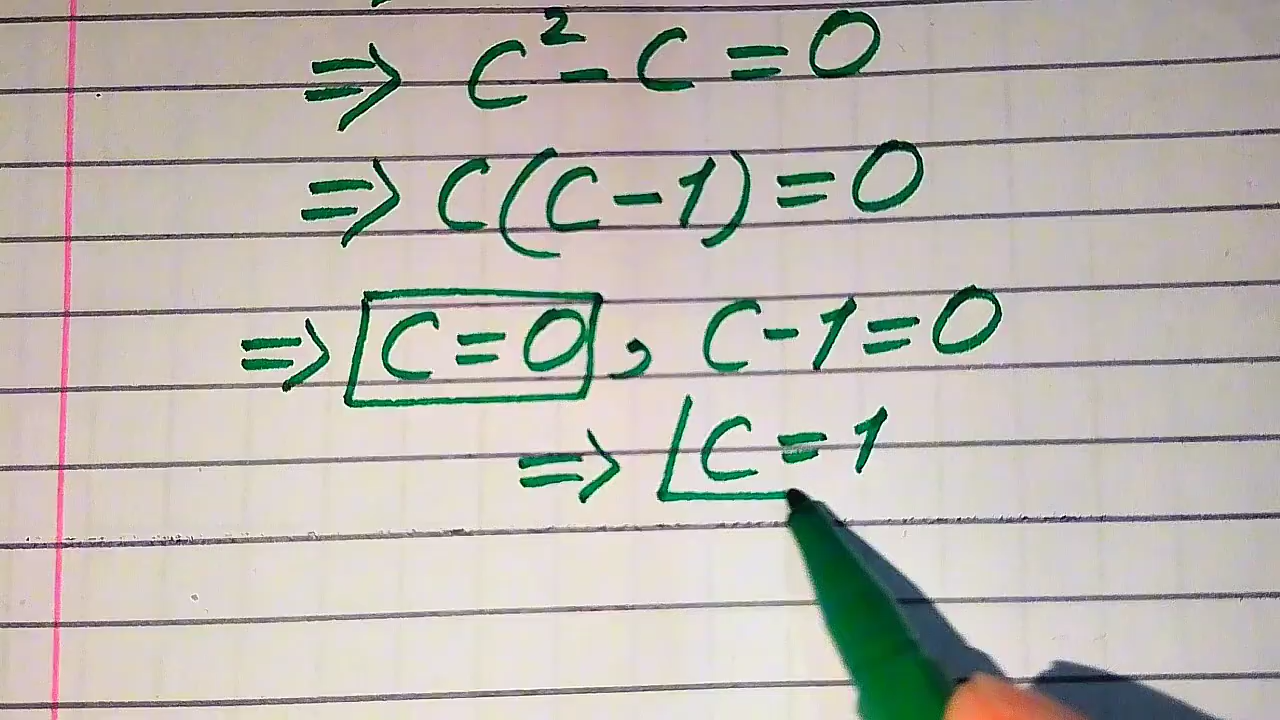 ⇒ C² - C = 0
⇒ C(C-1) = 0
⇒ C = 0, C-1 = 0
⇒ C = 1